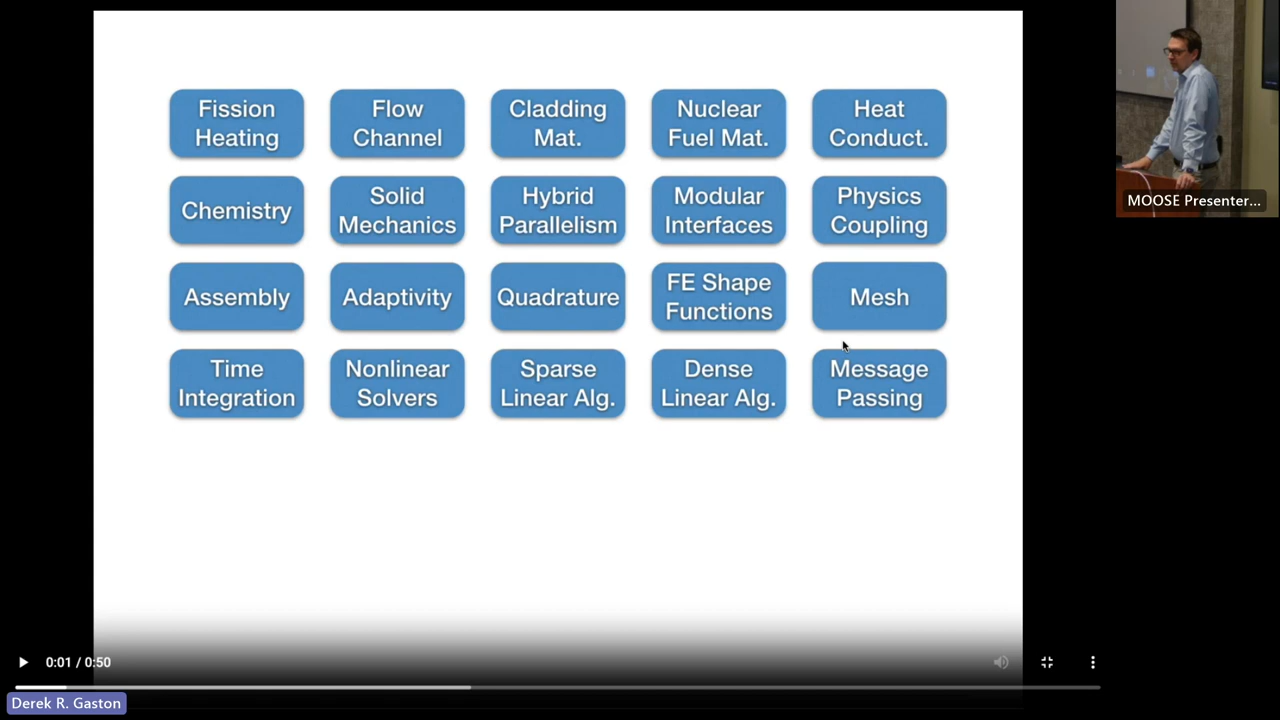 Fission
Heating
Flow
Channel
Cladding
Mat.
Nuclear
Fuel Mat.
Heat
Conduct.
Chemistry
Solid
Mechanics
Hybrid
Parallelism
Modular
Interfaces
Physics
Coupling
Assembly
Adaptivity
Quadrature
FE Shape
Functions
Mesh
Time
Integration
Nonlinear
Solvers
Sparse
Linear Alg.
Dense
Linear Alg.
Message
Passing
MOOSE Presenter...
0:01 / 0:50
Derek R. Gaston